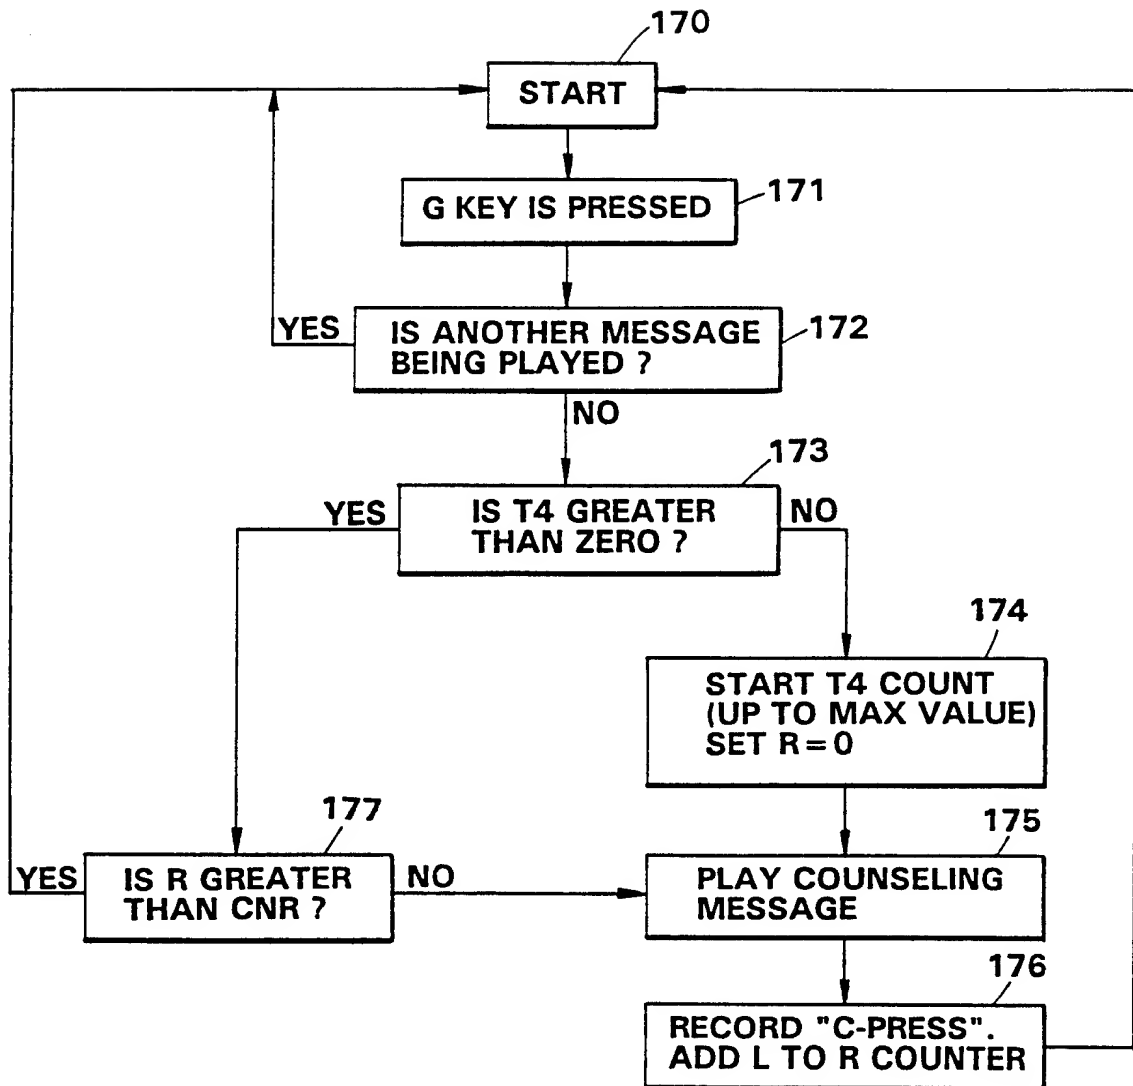 170
START
G KEY IS PRESSED
171
YES
IS ANOTHER MESSAGE
BEING PLAYED ?
172
NO
173
YES
IS T4 GREATER
THAN ZERO ?
NO
174
START T4 COUNT
(UP TO MAX VALUE)
SET R=0
177
175
YES
IS R GREATER
THAN CNR ?
NO
PLAY COUNSELING
MESSAGE
176
RECORD "C-PRESS".
ADD L TO R COUNTER